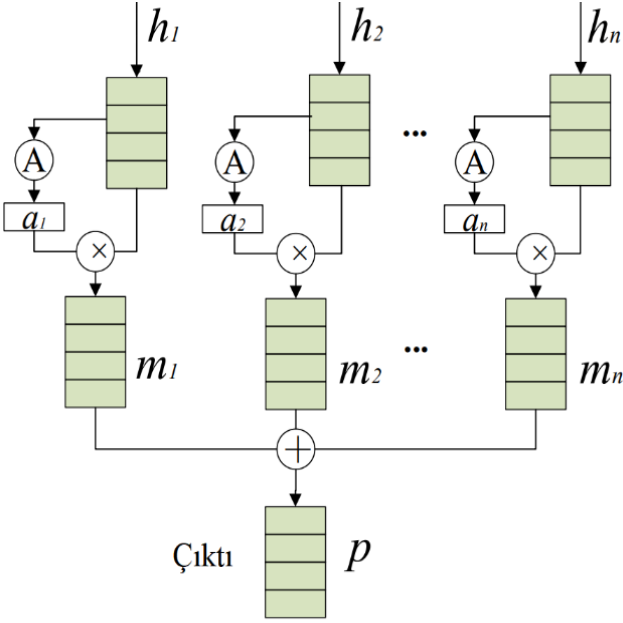 h₁ h₂ hₙ
...
A A A
a₁ a₂ aₙ
× × ×
m₁ m₂ ... mₙ
+
Çıktı p